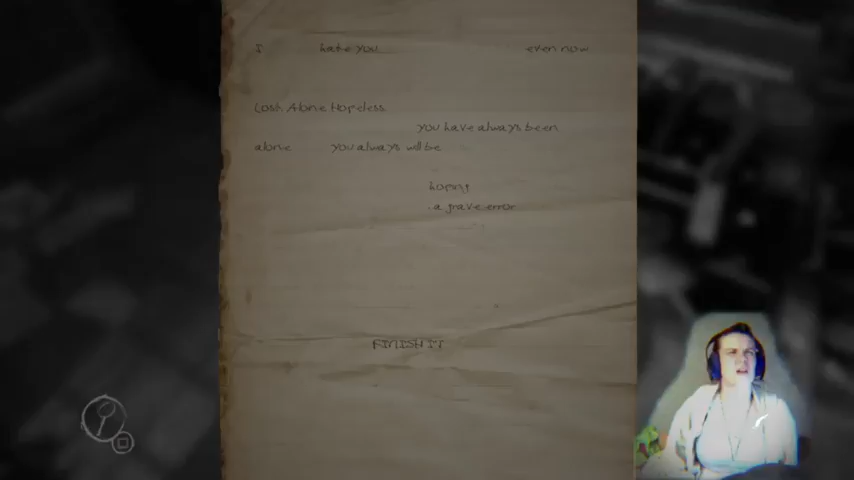 I hate you even now
Lost Alone Hopeless
you have always been
alone you always will be
hoping
a grave error
FINISH IT